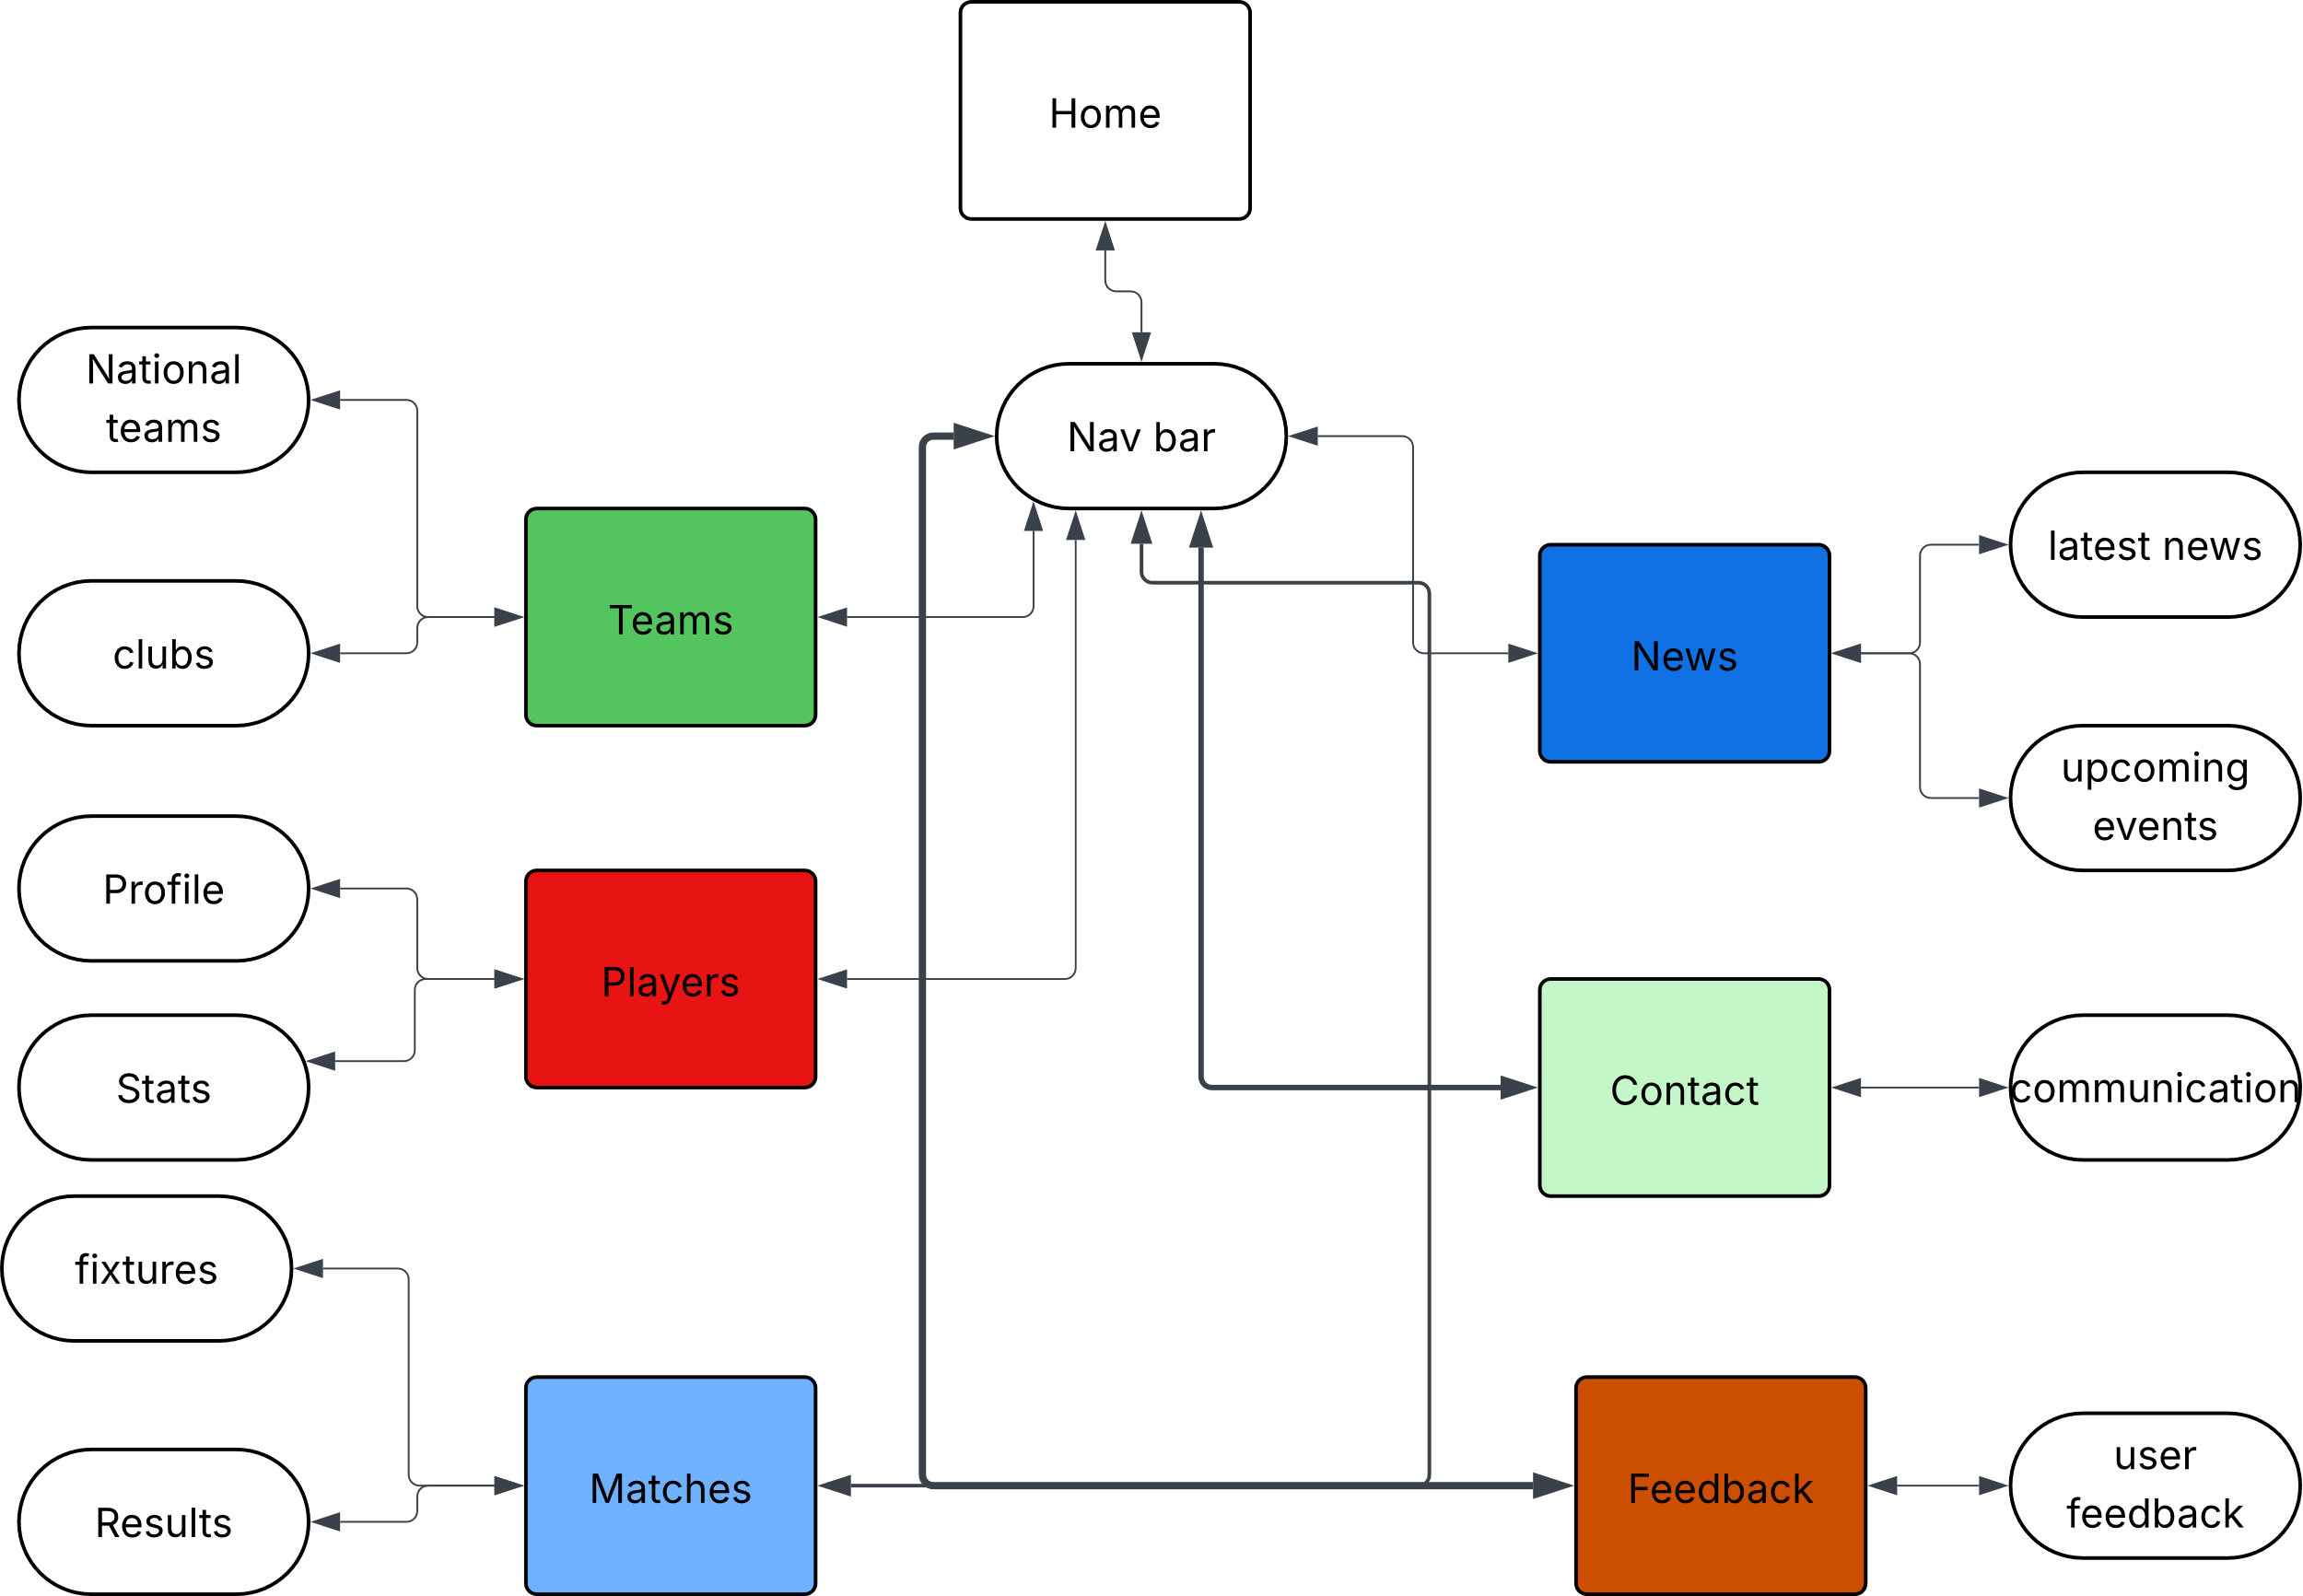 Home
Nav bar
National
teams
clubs
Teams
Profile
Stats
Players
fixtures
Results
Matches
News
latest news
upcoming
events
Contact
communication
Feedback
user
feedback